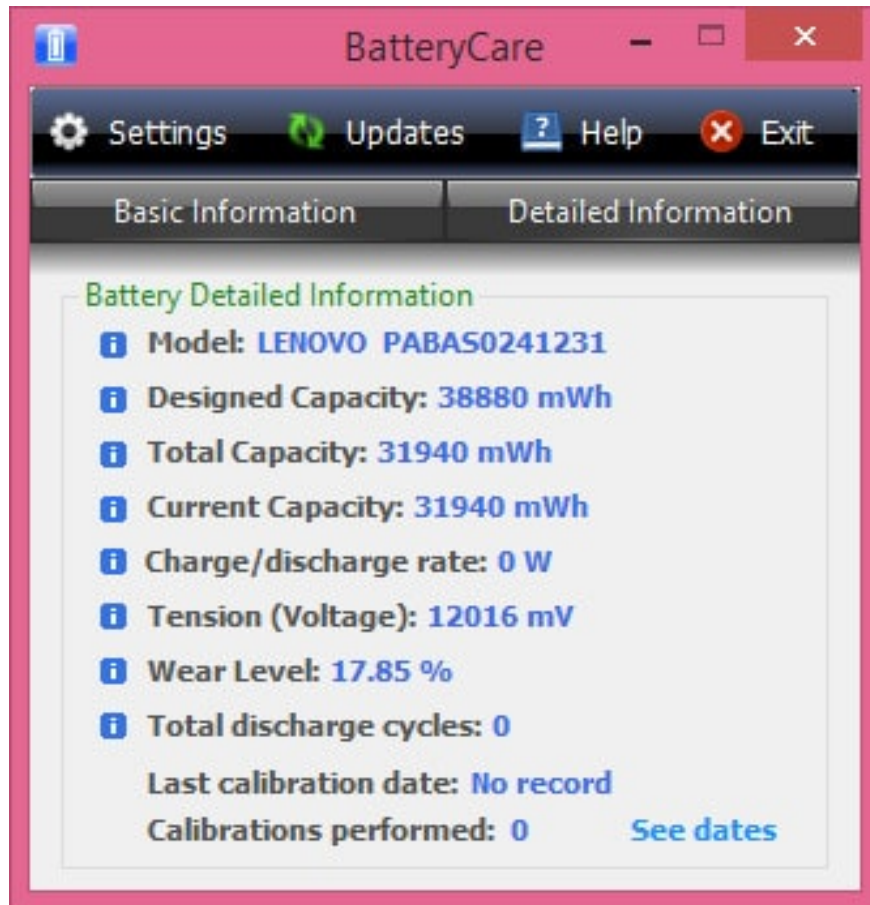 BatteryCare
Settings Updates Help Exit
Basic Information Detailed Information
Battery Detailed Information
Model: LENOVO PABAS0241231
Designed Capacity: 38880 mWh
Total Capacity: 31940 mWh
Current Capacity: 31940 mWh
Charge/discharge rate: 0 W
Tension (Voltage): 12016 mV
Wear Level: 17.85 %
Total discharge cycles: 0
Last calibration date: No record
Calibrations performed: 0 See dates